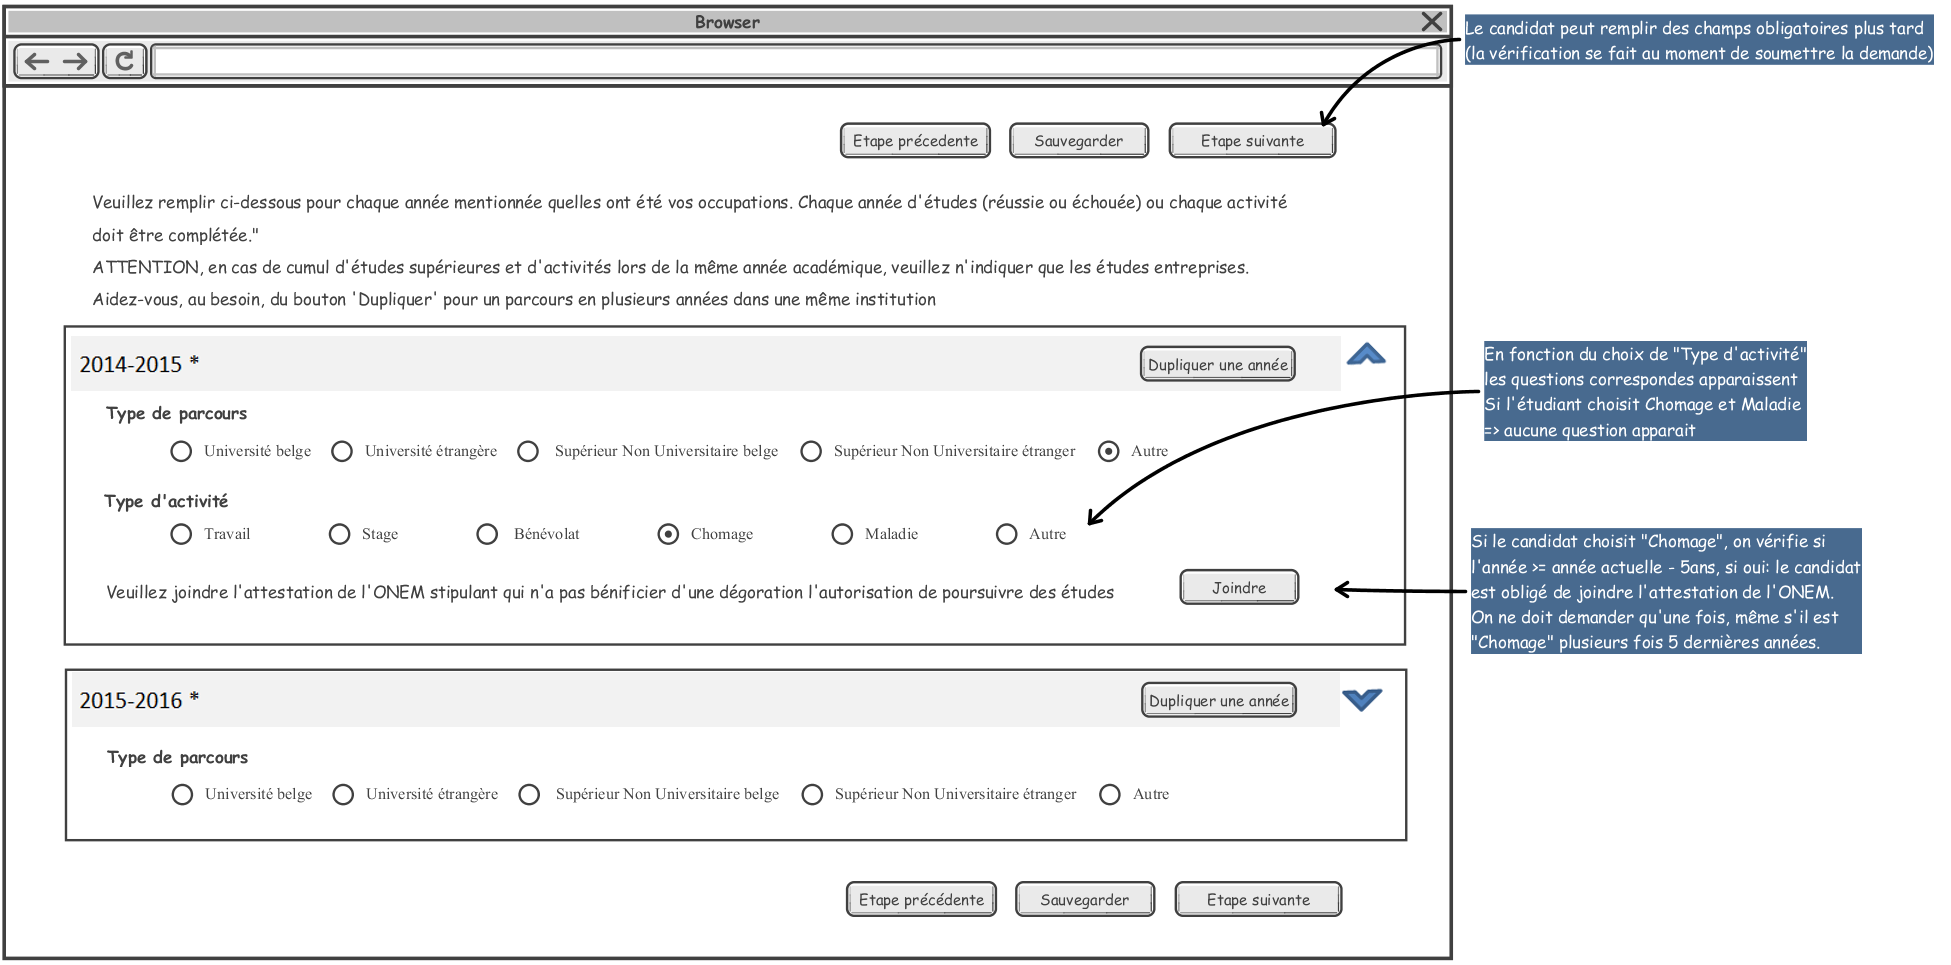 Browser
Le candidat peut remplir des champs obligatoires plus tard
(la vérification se fait au moment de soumettre la demande)
Etape précedente Sauvegarder Etape suivante
Veuillez remplir ci-dessous pour chaque année mentionnée quelles ont été vos occupations. Chaque année d'études (réussie ou échouée) ou chaque activité
doit être complétée."
ATTENTION, en cas de cumul d'études supérieures et d'activités lors de la même année académique, veuillez n'indiquer que les études entreprises.
Aidez-vous, au besoin, du bouton 'Dupliquer' pour un parcours en plusieurs années dans une même institution
2014-2015 * Dupliquer une année
Type de parcours
Université belge Université étrangère Supérieur Non Universitaire belge Supérieur Non Universitaire étranger Autre
Type d'activité
Travail Stage Bénévolat Chomage Maladie Autre
Veuillez joindre l'attestation de l'ONEM stipulant qui n'a pas bénificier d'une dégoration l'autorisation de poursuivre des études Joindre
En fonction du choix de "Type d'activité"
les questions correspondes apparaissent
Si l'étudiant choisit Chomage et Maladie
=> aucune question apparait
Si le candidat choisit "Chomage", on vérifie si
l'année >= année actuelle - 5ans, si oui: le candidat
est obligé de joindre l'attestation de l'ONEM.
On ne doit demander qu'une fois, même s'il est
"Chomage" plusieurs fois 5 dernières années.
2015-2016 * Dupliquer une année
Type de parcours
Université belge Université étrangère Supérieur Non Universitaire belge Supérieur Non Universitaire étranger Autre
Etape précédente Sauvegarder Etape suivante